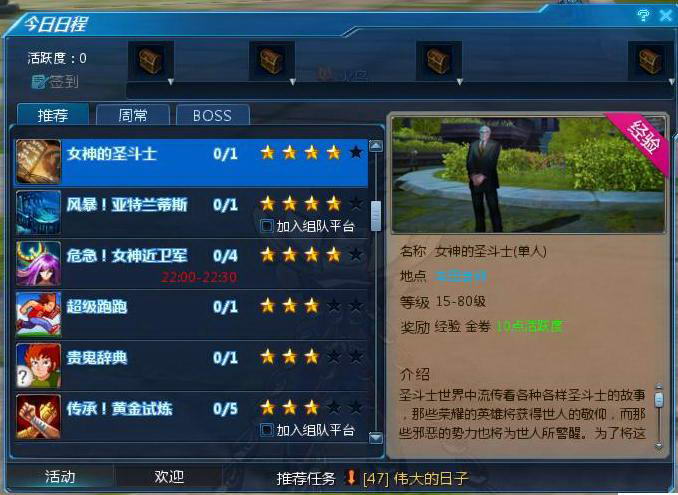 今日日程
活跃度：0
签到
推荐 周常 BOSS
女神的圣斗士 0/1
风暴！亚特兰蒂斯 0/1
加入组队平台
危急！女神近卫军 0/4
22:00-22:30
超级跑跑 0/1
贵鬼辞典 0/1
传承！黄金试炼 0/5
加入组队平台
经验
名称 女神的圣斗士(单人)
地点
等级 15-80级
奖励 经验 金券 10点活跃度
介绍
圣斗士世界中流传着各种各样圣斗士的故事
，那些荣耀的英雄将获得世人的敬仰，而那
些邪恶的势力也将为世人所警醒。为了将这
活动 欢迎 推荐任务 [47] 伟大的日子